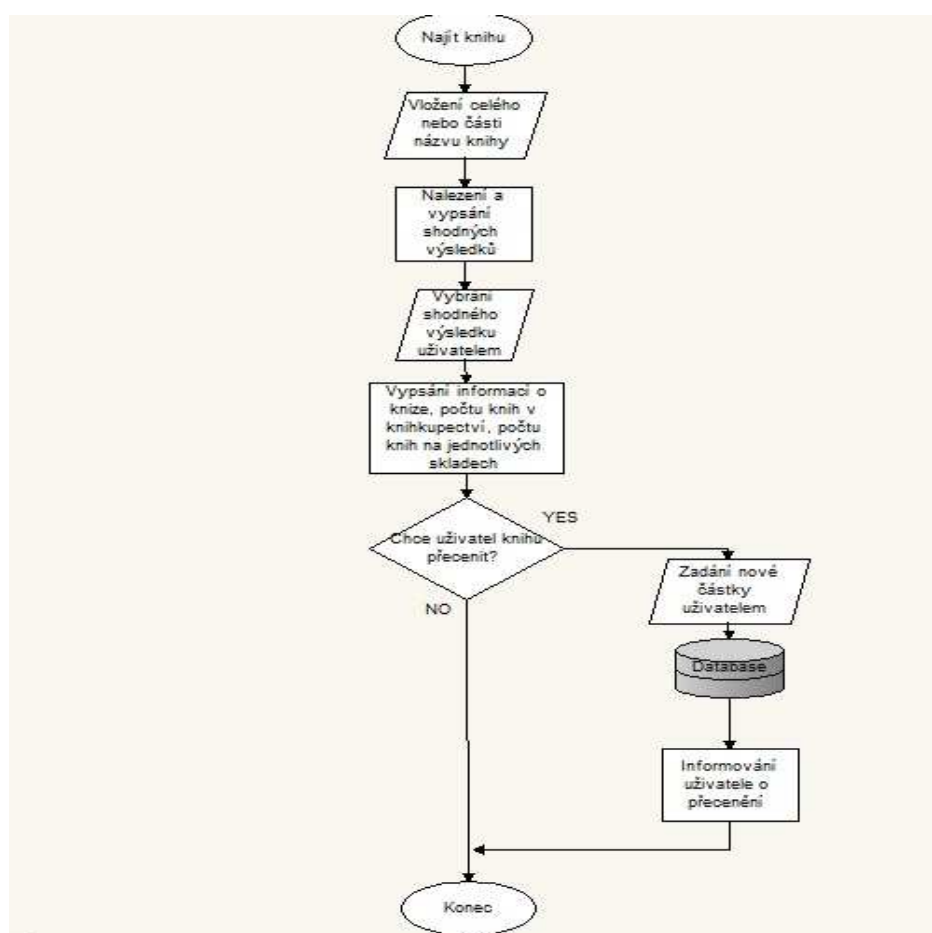 Najít knihu
Vložení celého
nebo části
názvu knihy
Nalezení a
vypsání
shodných
výsledků
Vybrání
shodného
výsledku
uživatelem
Vypsání informací o
knize, počtu knih v
knihkupectví, počtu
knih na jednotlivých
skladech
Chce uživatel knihu
přecenit?
YES
NO
Zadání nové
částky
uživatelem
Database
Informování
uživatele o
přecenění
Konec